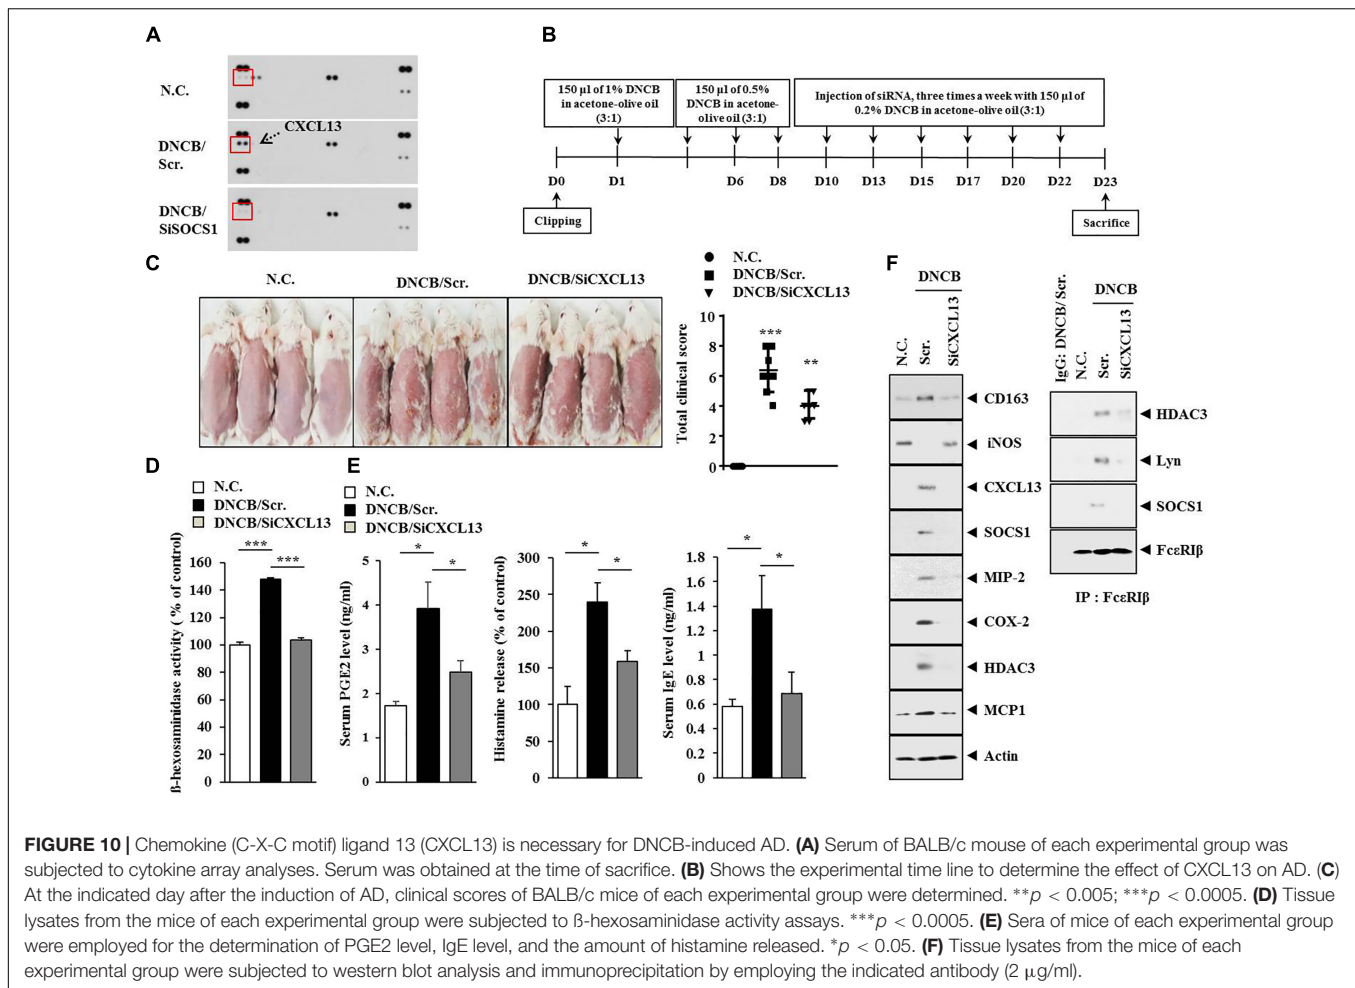 A
N.C.
CXCL13
DNCB/
Scr.
DNCB/
SiSOCS1
B
150 µl of 1% DNCB
in acetone-olive oil
(3:1)
150 µl of 0.5%
DNCB in acetone-
olive oil (3:1)
Injection of siRNA, three times a week with 150 µl of
0.2% DNCB in acetone-olive oil(3:1)
D0 D1 D6 D8 D10 D13 D15 D17 D20 D22 D23
Clipping
Sacrifice
C
N.C. DNCB/Scr. DNCB/SiCXCL13
N.C.
DNCB/Scr.
DNCB/SiCXCL13
Total clinical score
10
8
6
4
2
0
***
**
D
N.C.
DNCB/Scr.
DNCB/SiCXCL13
ß-hexosaminidase activity ( % of control)
160
140
120
100
80
60
40
20
0
***
***
E
N.C.
DNCB/Scr.
DNCB/SiCXCL13
Serum PGE2 level (ng/ml)
5
4
3
2
1
0
*
*
Histamine release (% of control)
300
250
200
150
100
50
0
*
*
Serum IgE level (ng/ml)
1.8
1.6
1.4
1.2
1
0.8
0.6
0.4
0.2
0
*
*
F
DNCB
N.C.
Scr.
SiCXCL13
CD163
iNOS
CXCL13
SOCS1
MIP-2
COX-2
HDAC3
MCP1
Actin
DNCB
IgG: DNCB/ Scr.
N.C.
Scr.
SiCXCL13
HDAC3
Lyn
SOCS1
FcεRIβ
IP : FcεRIβ
FIGURE 10 | Chemokine (C-X-C motif) ligand 13 (CXCL13) is necessary for DNCB-induced AD. (A) Serum of BALB/c mouse of each experimental group was
subjected to cytokine array analyses. Serum was obtained at the time of sacrifice. (B) Shows the experimental time line to determine the effect of CXCL13 on AD. (C)
At the indicated day after the induction of AD, clinical scores of BALB/c mice of each experimental group were determined. **p < 0.005; ***p < 0.0005. (D) Tissue
lysates from the mice of each experimental group were subjected to ß-hexosaminidase activity assays. ***p < 0.0005. (E) Sera of mice of each experimental group
were employed for the determination of PGE2 level, IgE level, and the amount of histamine released. *p < 0.05. (F) Tissue lysates from the mice of each
experimental group were subjected to western blot analysis and immunoprecipitation by employing the indicated antibody (2 µg/ml).